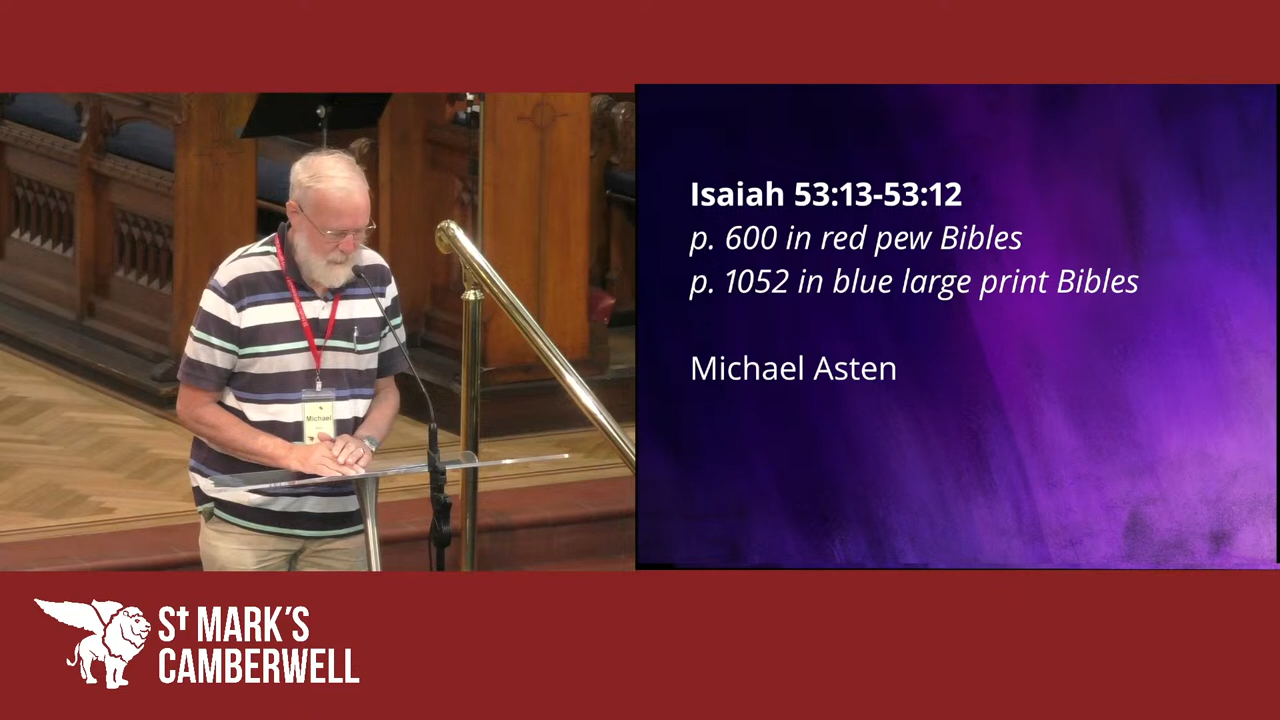 Isaiah 53:13-53:12
p. 600 in red pew Bibles
p. 1052 in blue large print Bibles
Michael Asten
Michael
St MARK'S
CAMBERWELL